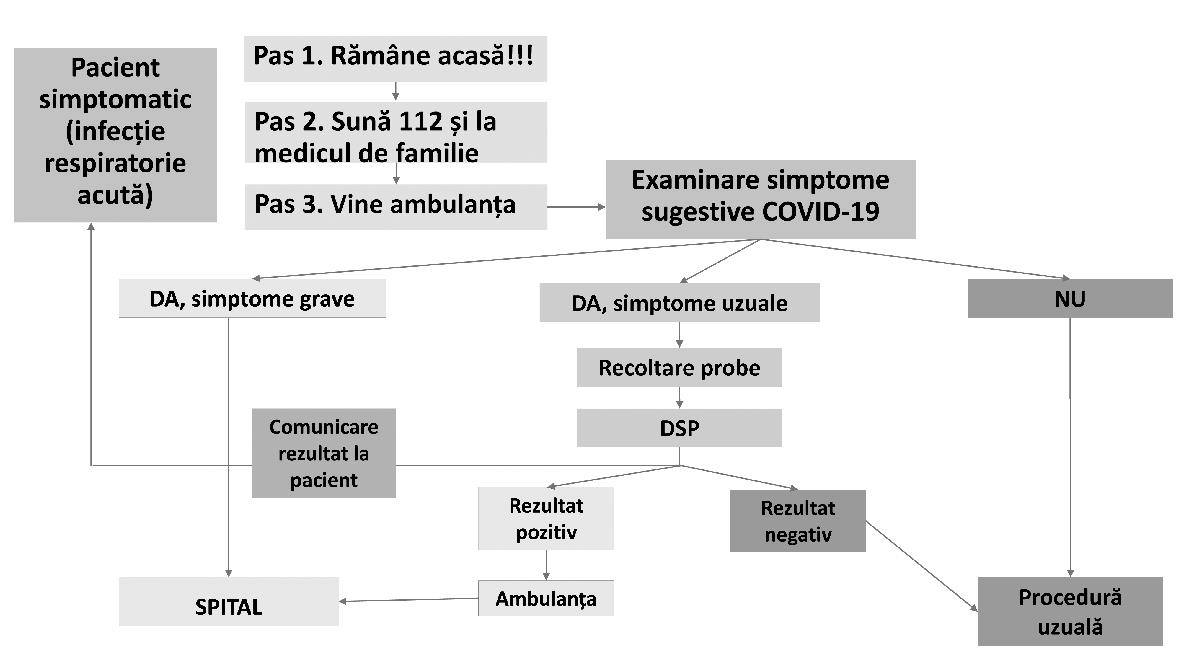 Pacient
simptomatic
(infecție
respiratorie
acută)
Pas 1. Rămâne acasă!!!
Pas 2. Sună 112 și la
medicul de familie
Pas 3. Vine ambulanța
Examinare simptome
sugestive COVID-19
DA, simptome grave
DA, simptome uzuale
NU
Recoltare probe
DSP
Comunicare
rezultat la
pacient
Rezultat
pozitiv
Rezultat
negativ
SPITAL
Ambulanța
Procedură
uzuală